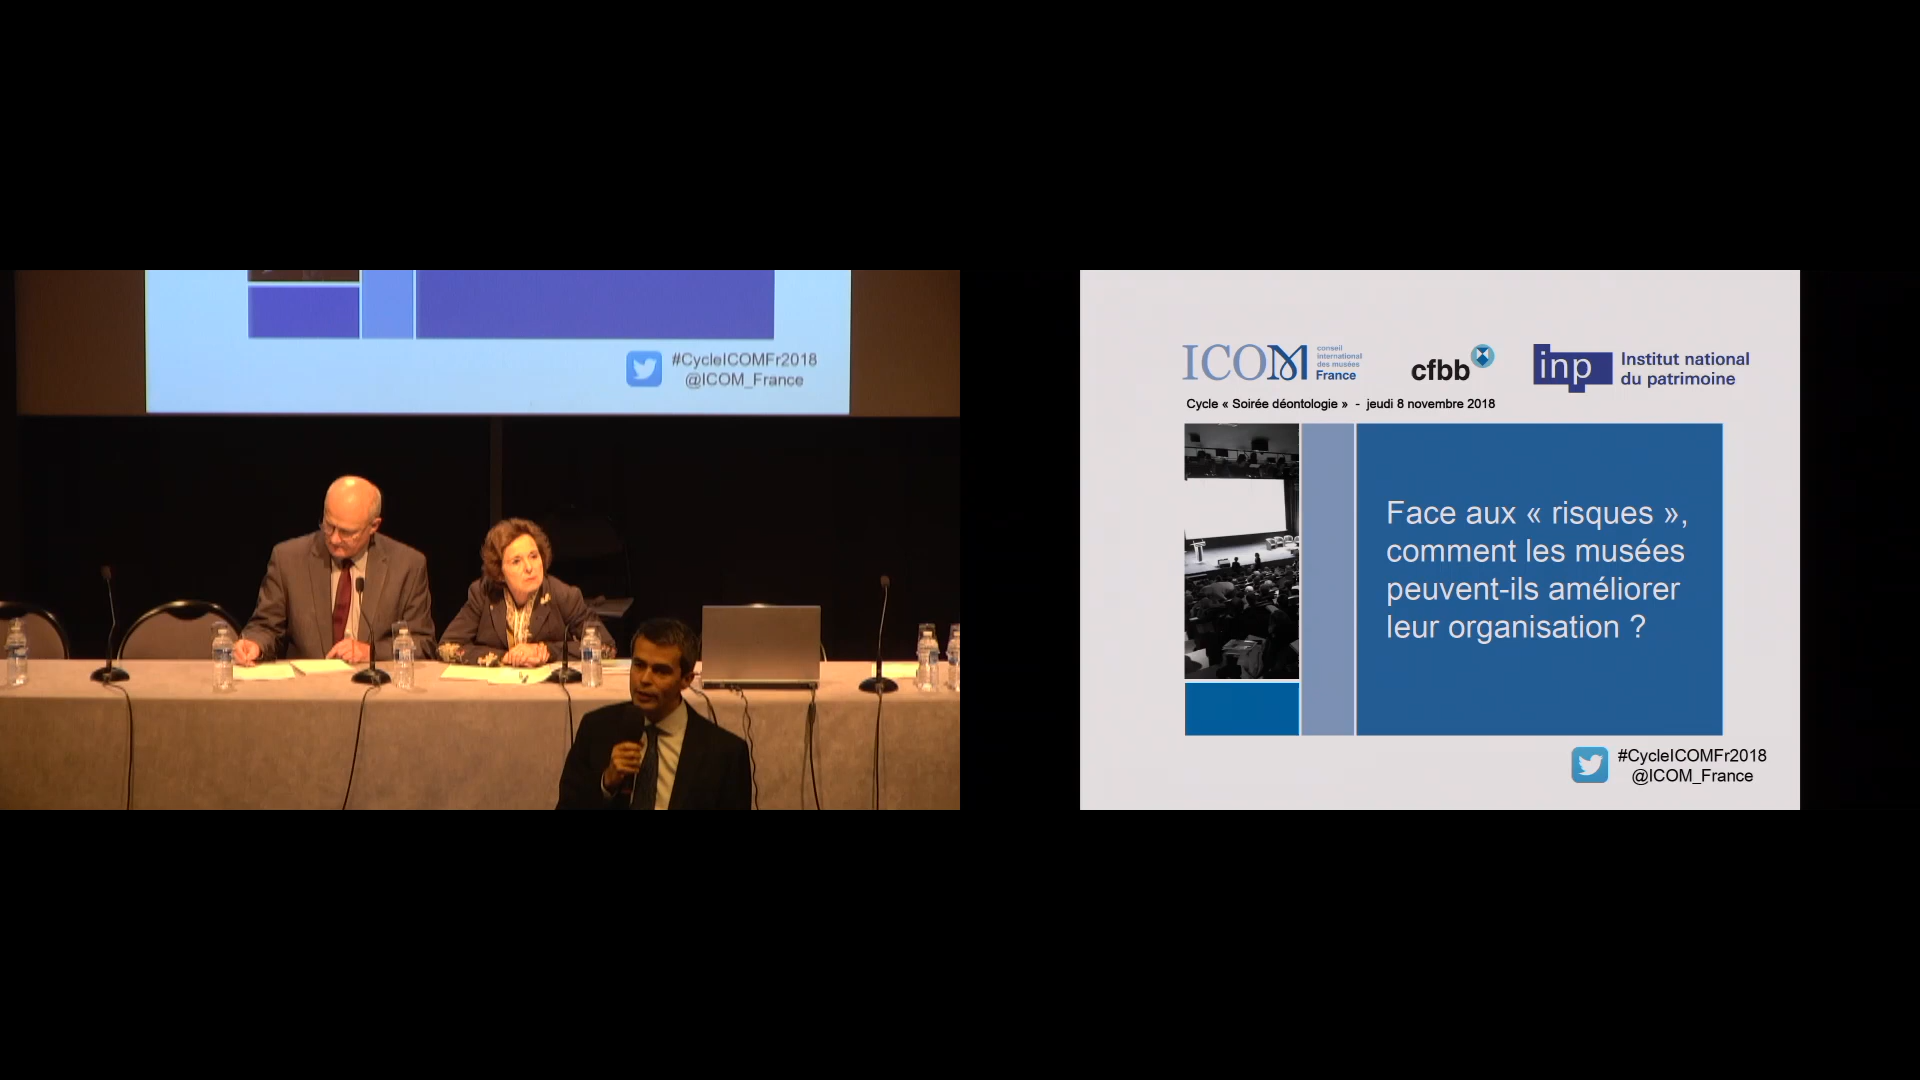 #CycleICOMFr2018
@ICOM_France
ICOM
conseil
international
des musées
France
cfbb
inp
Institut national
du patrimoine
Cycle « Soirée déontologie » - jeudi 8 novembre 2018
Face aux « risques »,
comment les musées
peuvent-ils améliorer
leur organisation ?
#CycleICOMFr2018
@ICOM_France